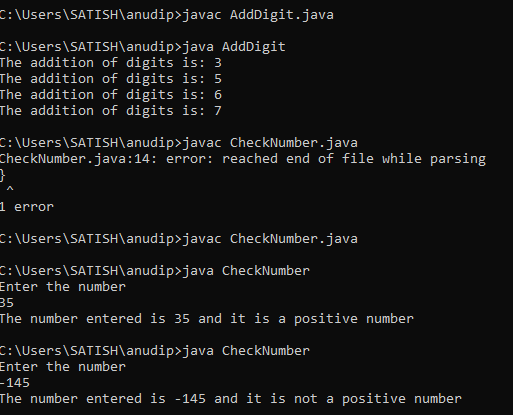 C:\Users\SATISH\anudip>javac AddDigit.java
C:\Users\SATISH\anudip>java AddDigit
The addition of digits is: 3
The addition of digits is: 5
The addition of digits is: 6
The addition of digits is: 7
C:\Users\SATISH\anudip>javac CheckNumber.java
CheckNumber.java:14: error: reached end of file while parsing
}
^
1 error
C:\Users\SATISH\anudip>javac CheckNumber.java
C:\Users\SATISH\anudip>java CheckNumber
Enter the number
35
The number entered is 35 and it is a positive number
C:\Users\SATISH\anudip>java CheckNumber
Enter the number
-145
The number entered is -145 and it is not a positive number